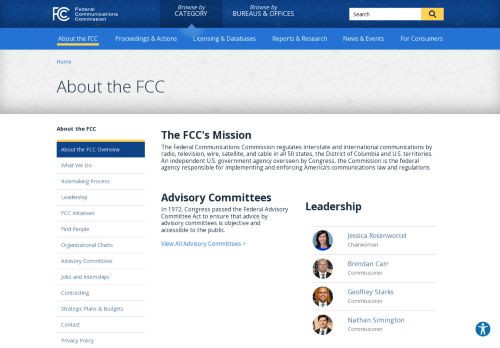 FCC Federal Communications Commission
Browse by CATEGORY
Browse by BUREAUS & OFFICES
Search
About the FCC Proceedings & Actions Licensing & Databases Reports & Research News & Events For Consumers
Home
About the FCC
About the FCC
About the FCC Overview
What We Do
Rulemaking Process
Leadership
FCC Initiatives
Find People
Organizational Charts
Advisory Committees
Jobs and Internships
Contracting
Strategic Plans & Budgets
Contact
Privacy Policy
The FCC's Mission
The Federal Communications Commission regulates interstate and international communications by
radio, television, wire, satellite, and cable in all 50 states, the District of Columbia and U.S. territories.
An independent U.S. government agency overseen by Congress, the Commission is the federal
agency responsible for implementing and enforcing America's communications law and regulations.
Advisory Committees
In 1972, Congress passed the Federal Advisory
Committee Act to ensure that advice by
advisory committees is objective and
accessible to the public.
View All Advisory Committees >
Leadership
Jessica Rosenworcel
Chairwoman
Brendan Carr
Commissioner
Geoffrey Starks
Commissioner
Nathan Simington
Commissioner